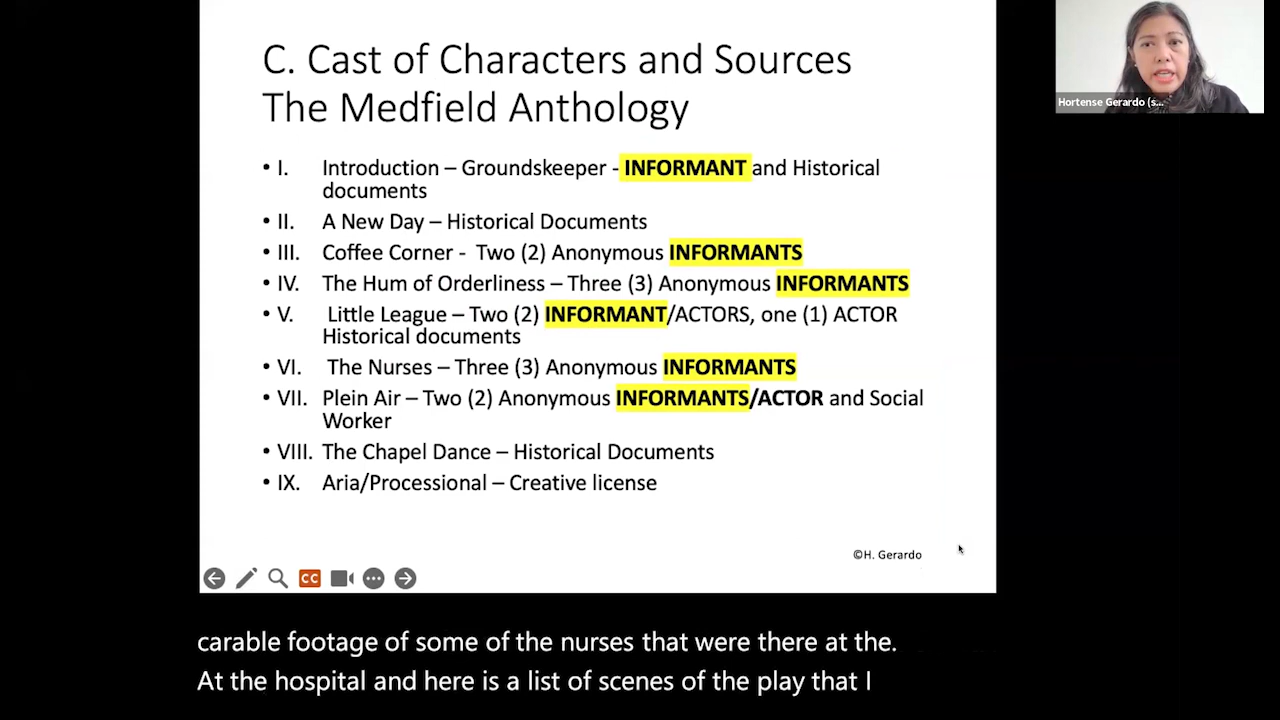 C. Cast of Characters and Sources
The Medfield Anthology
• I. Introduction – Groundskeeper - INFORMANT and Historical
documents
• II. A New Day – Historical Documents
• III. Coffee Corner - Two (2) Anonymous INFORMANTS
• IV. The Hum of Orderliness – Three (3) Anonymous INFORMANTS
• V. Little League – Two (2) INFORMANT/ACTORS, one (1) ACTOR
Historical documents
• VI. The Nurses – Three (3) Anonymous INFORMANTS
• VII. Plein Air – Two (2) Anonymous INFORMANTS/ACTOR and Social
Worker
• VIII. The Chapel Dance – Historical Documents
• IX. Aria/Processional – Creative license
©H. Gerardo
CC
carable footage of some of the nurses that were there at the.
At the hospital and here is a list of scenes of the play that I
Hortense Gerardo (s...